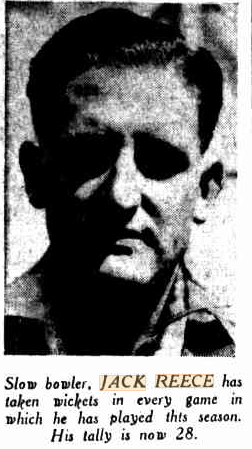 Slow bowler, JACK REECE has
taken wickets in every game in
which he has played this season.
His tally is now 28.